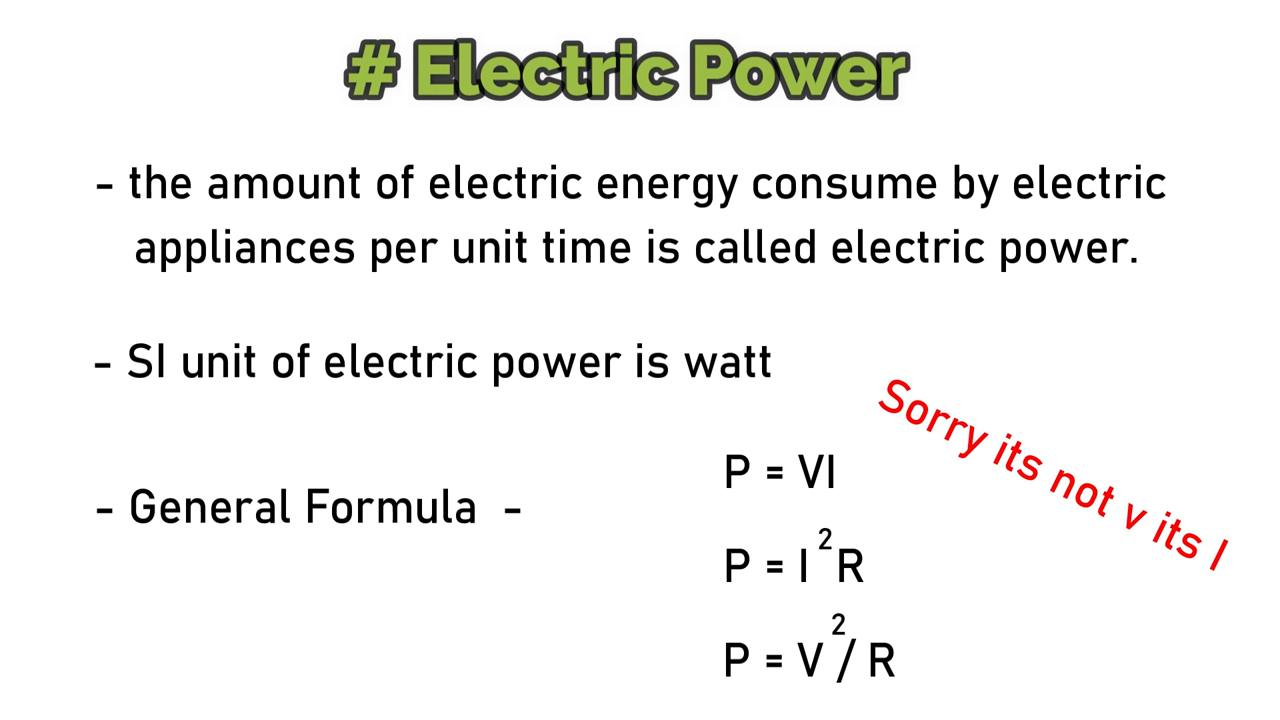 # Electric Power
- the amount of electric energy consume by electric
appliances per unit time is called electric power.
- SI unit of electric power is watt
Sorry its not v its I
- General Formula -
P = VI
P = I²R
P = V²/ R